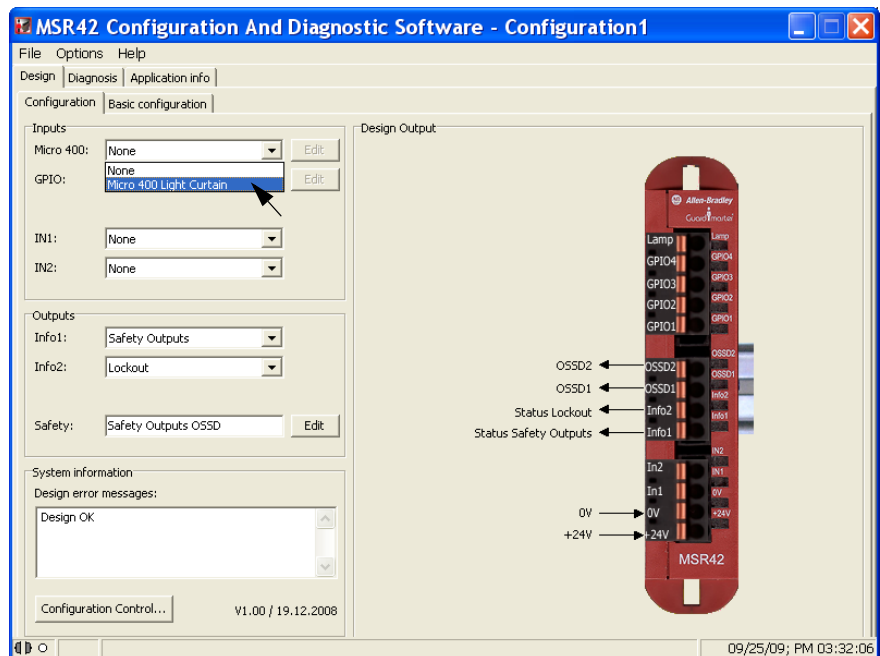 MSR42 Configuration And Diagnostic Software - Configuration1
File Options Help
Design Diagnosis Application info
Configuration Basic configuration
Inputs
Micro 400: None Edit
None
Micro 400 Light Curtain
GPIO: Edit
IN1: None
IN2: None
Outputs
Info1: Safety Outputs
Info2: Lockout
Safety: Safety Outputs OSSD Edit
System information
Design error messages:
Design OK
Configuration Control...
V1.00 / 19.12.2008
Design Output
Allen-Bradley
Guardmaster
Lamp Lamp
GPIO4 GPIO4
GPIO3 GPIO3
GPIO2 GPIO2
GPIO1 GPIO1
OSSD2 OSSD2 OSSD2
OSSD1 OSSD1 OSSD1
Status Lockout Info2 Info2
Status Safety Outputs Info1 Info1
In2 IN2
In1 IN1
0V 0V 0V
+24V +24V +24V
MSR42
09/25/09; PM 03:32:06